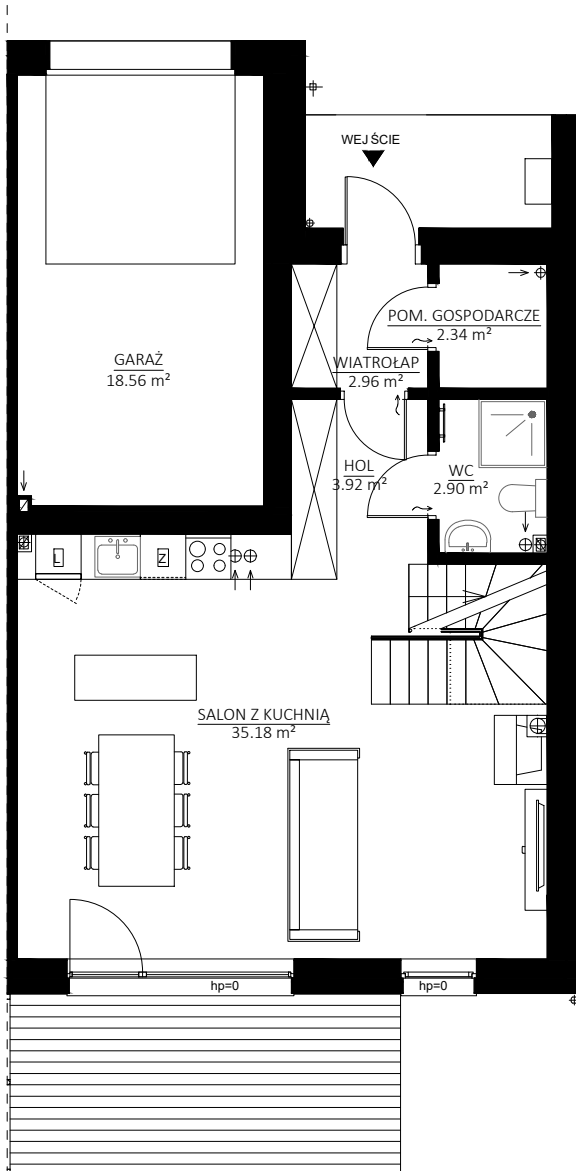 WEJŚCIE
POM. GOSPODARCZE
2.34 m²
GARAŻ
18.56 m²
WIATROŁAP
2.96 m²
HOL
3.92 m²
WC
2.90 m²
L
Z
SALON Z KUCHNIĄ
35.18 m²
hp=0
hp=0